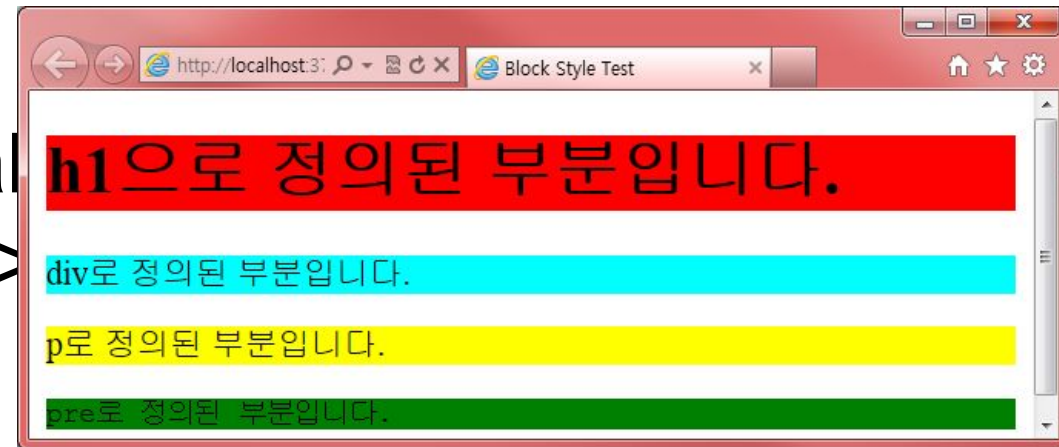 http://localhost:3
Block Style Test
h1으로 정의된 부분입니다.
div로 정의된 부분입니다.
>
p로 정의된 부분입니다.
pre로 정의된 부분입니다.